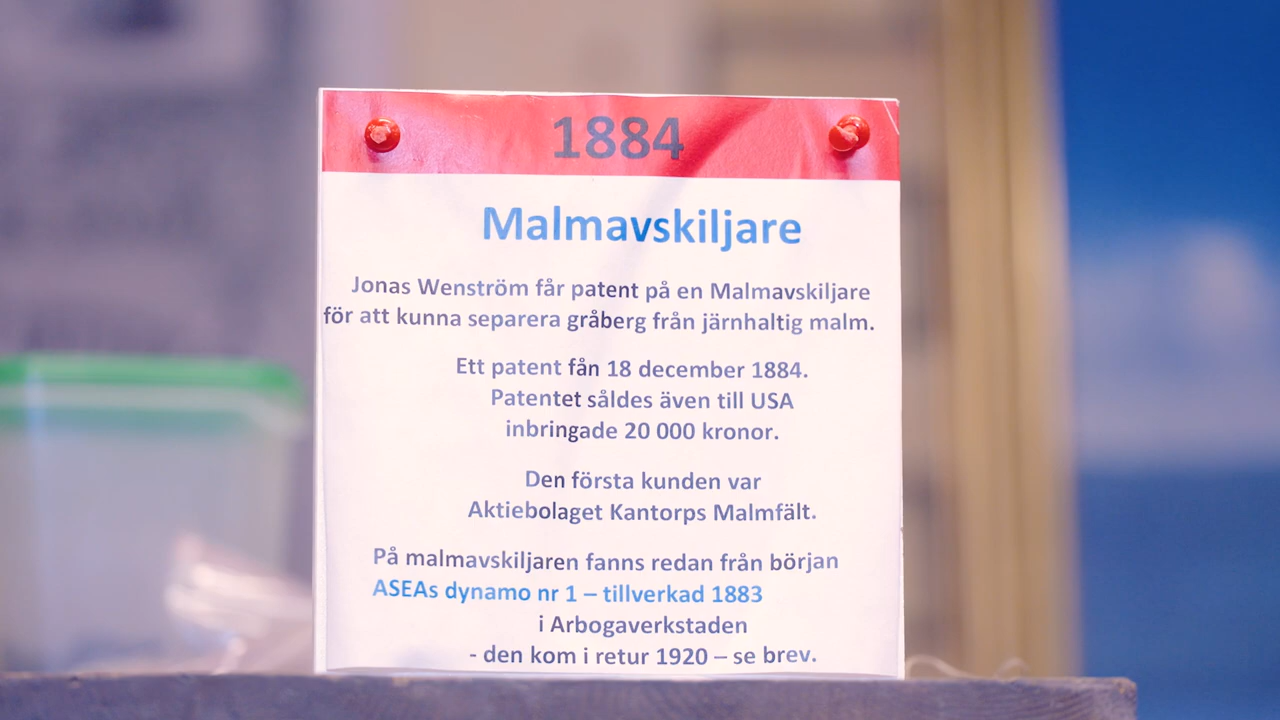 1884
Malmavskiljare
Jonas Wenström får patent på en Malmavskiljare
för att kunna separera gråberg från järnhaltig malm.
Ett patent fån 18 december 1884.
Patentet såldes även till USA
inbringade 20 000 kronor.
Den första kunden var
Aktiebolaget Kantorps Malmfält.
På malmavskiljaren fanns redan från början
ASEAs dynamo nr 1 – tillverkad 1883
i Arbogaverkstaden
- den kom i retur 1920 – se brev.